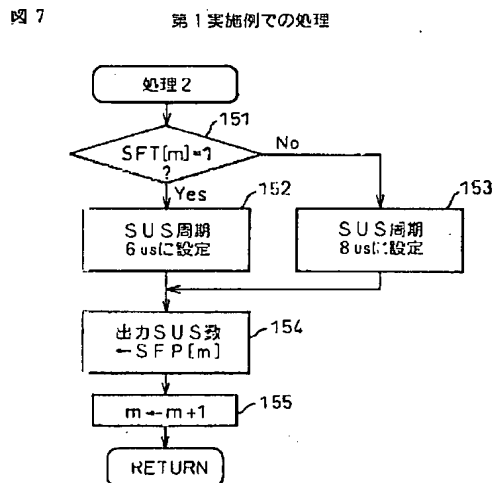 図7
第1実施例での処理
処理2
151
SFT[m]=1
?
No
Yes
152
153
SUS周期
6usに設定
SUS周期
8usに設定
出力SUS数
←SFP[m]
154
m←m+1
155
RETURN